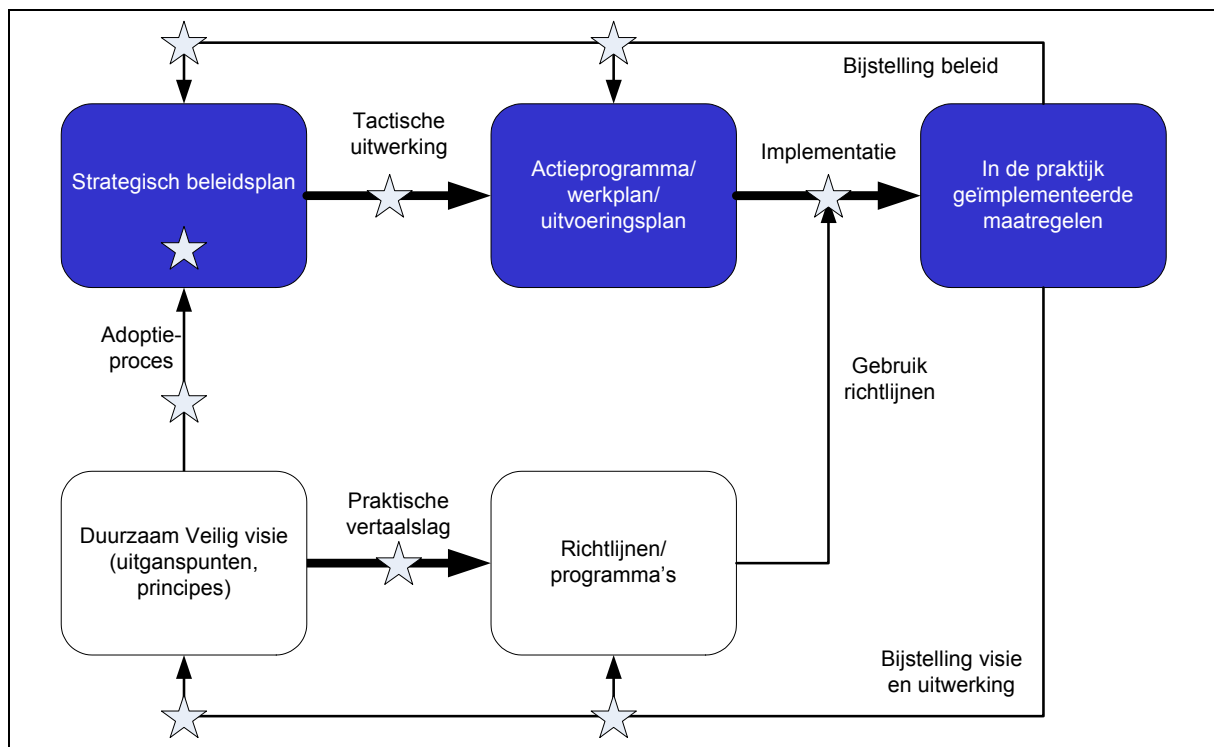 Bijstelling beleid
Strategisch beleidsplan
Tactische
uitwerking
Actieprogramma/
werkplan/
uitvoeringsplan
Implementatie
In de praktijk
geïmplementeerde
maatregelen
Adoptie-
proces
Gebruik
richtlijnen
Duurzaam Veilig visie
(uitganspunten,
principes)
Praktische
vertaalslag
Richtlijnen/
programma's
Bijstelling visie
en uitwerking